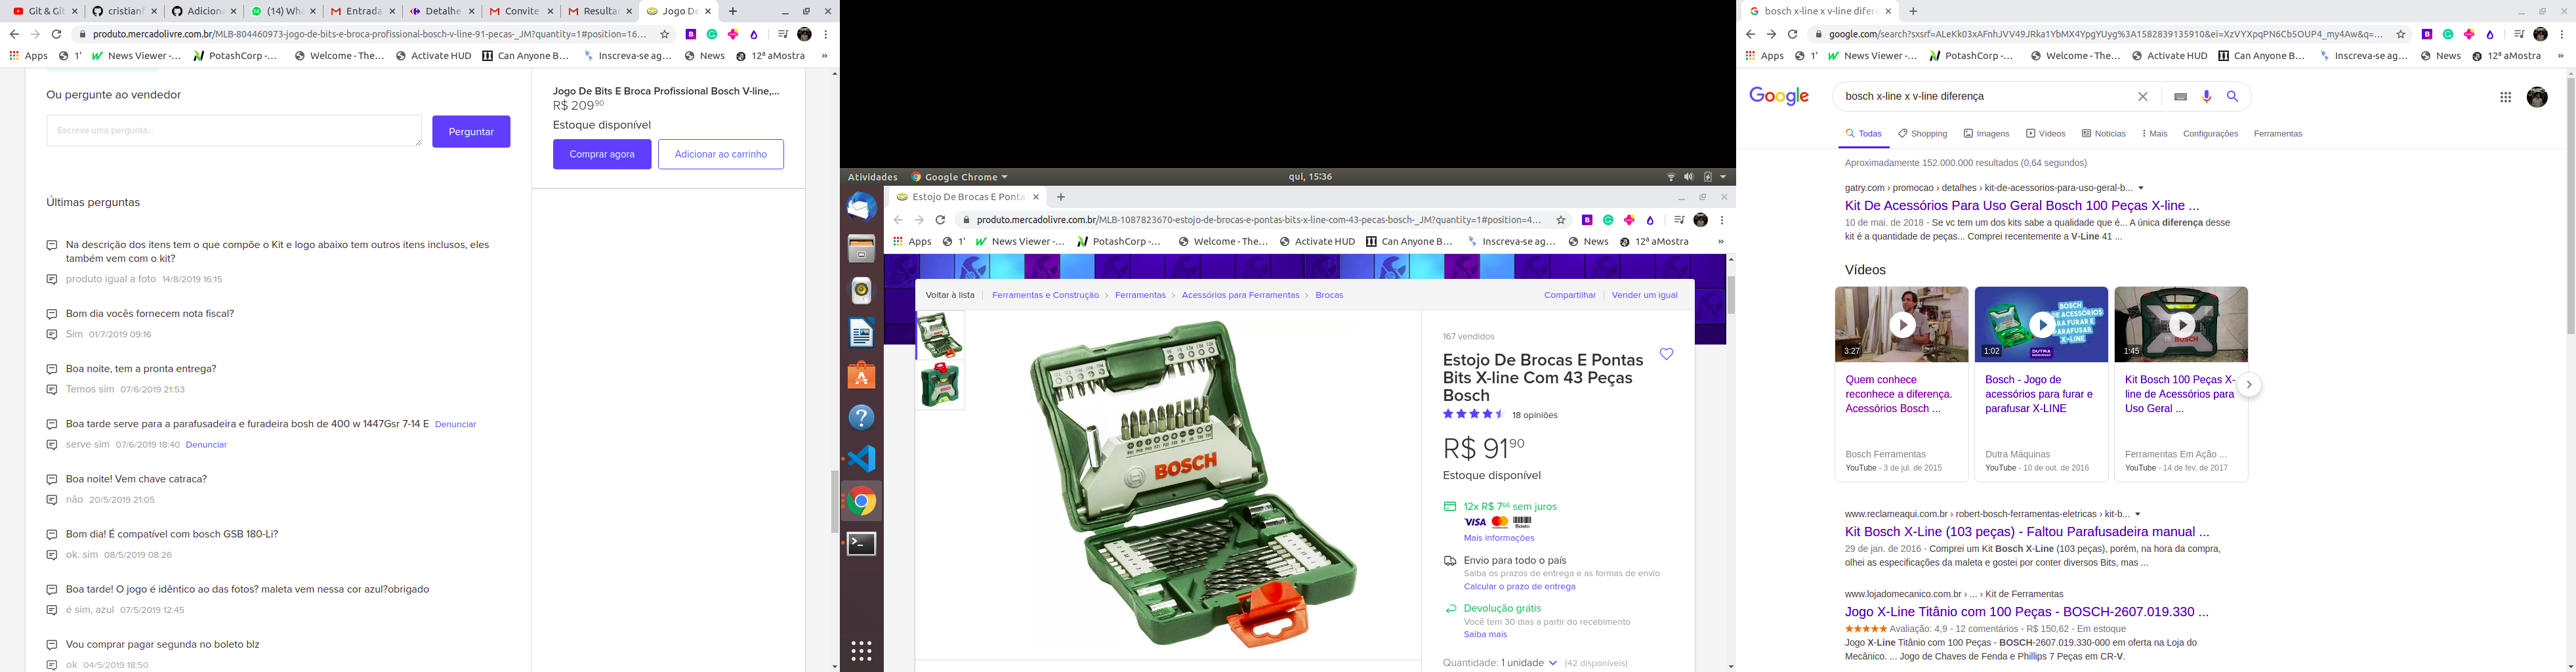 Git & Git
cristianf
Adiciona
(14) Wha
Entrada
Detalhe
Convite
Resultad
Jogo De
produto.mercadolivre.com.br/MLB-804460973-jogo-de-bits-e-broca-profissional-bosch-v-line-91-pecas-_JM?quantity=1#position=16...
Apps 1' News Viewer -... PotashCorp -... Welcome - The... Activate HUD Can Anyone B... Inscreva-se ag... News 12ª aMostra »
Ou pergunte ao vendedor
Escreva uma pergunta...
Perguntar
Últimas perguntas
Na descrição dos itens tem o que compõe o Kit e logo abaixo tem outros itens inclusos, eles
também vem com o kit?
produto igual a foto 14/8/2019 16:15
Bom dia vocês fornecem nota fiscal?
Sim 01/7/2019 09:16
Boa noite, tem a pronta entrega?
Temos sim 07/6/2019 21:53
Boa tarde serve para a parafusadeira e furadeira bosh de 400 w 1447Gsr 7-14 E Denunciar
serve sim 07/6/2019 18:40 Denunciar
Boa noite! Vem chave catraca?
não 20/5/2019 21:05
Bom dia! É compatível com bosch GSB 180-Li?
ok. sim 08/5/2019 08:26
Boa tarde! O jogo é idêntico ao das fotos? maleta vem nessa cor azul?obrigado
é sim, azul 07/5/2019 12:45
Vou comprar pagar segunda no boleto blz
ok 04/5/2019 18:50
Jogo De Bits E Broca Profissional Bosch V-line,...
R$ 209 90
Estoque disponível
Comprar agora
Adicionar ao carrinho
Atividades Google Chrome qui, 15:36
Estojo De Brocas E Ponta
produto.mercadolivre.com.br/MLB-1087823670-estojo-de-brocas-e-pontas-bits-x-line-com-43-pecas-bosch-_JM?quantity=1#position=4...
Apps 1' News Viewer -... PotashCorp -... Welcome - The... Activate HUD Can Anyone B... Inscreva-se ag... News 12ª aMostra »
Voltar à lista Ferramentas e Construção Ferramentas Acessórios para Ferramentas Brocas
Compartilhar Vender um igual
BOSCH
167 vendidos
Estojo De Brocas E Pontas
Bits X-line Com 43 Peças
Bosch
18 opiniões
R$ 91 90
Estoque disponível
12x R$ 7 66 sem juros
VISA mastercard Boleto
Mais informações
Envio para todo o país
Saiba os prazos de entrega e as formas de envio
Calcular o prazo de entrega
Devolução grátis
Você tem 30 dias a partir do recebimento
Saiba mais
Quantidade: 1 unidade (42 disponíveis)
bosch x-line x v-line difere
google.com/search?sxsrf=ALeKk03xAFnhJVV49JRka1YbMX4YpgYUyg%3A1582839135910&ei=XzVYXpqPN6Cb5OUP4_my4Aw&q=...
Apps 1' News Viewer -... PotashCorp -... Welcome - The... Activate HUD Can Anyone B... Inscreva-se ag... News 12ª aMostra »
Google
bosch x-line x v-line diferença
Todas Shopping Imagens Vídeos Notícias Mais Configurações Ferramentas
Aproximadamente 152.000.000 resultados (0,64 segundos)
gatry.com › promocao › detalhes › kit-de-acessorios-para-uso-geral-b...
Kit De Acessórios Para Uso Geral Bosch 100 Peças X-line ...
10 de mai. de 2018 - Se vc tem um dos kits sabe a qualidade que é... A única diferença desse
kit é a quantidade de peças... Comprei recentemente a V-Line 41 ...
Vídeos
3:27
BOSCH
DE ACESSÓRIOS
PARA FURAR E
PARAFUSAR
X-LINE
DUTRA
1:02
BOSCH
1:45
Quem conhece
reconhece a diferença.
Acessórios Bosch ...
Bosch Ferramentas
YouTube - 3 de jul. de 2015
Bosch - Jogo de
acessórios para furar e
parafusar X-LINE
Dutra Máquinas
YouTube - 10 de out. de 2016
Kit Bosch 100 Peças X-
line de Acessórios para
Uso Geral ...
Ferramentas Em Ação ...
YouTube - 14 de fev. de 2017
www.reclameaqui.com.br › robert-bosch-ferramentas-eletricas › kit-b...
Kit Bosch X-Line (103 peças) - Faltou Parafusadeira manual ...
29 de jan. de 2016 - Comprei um Kit Bosch X-Line (103 peças), porém, na hora da compra,
olhei as especificações da maleta e gostei por conter diversos Bits, mas ...
www.lojadomecanico.com.br › ... › Kit de Ferramentas
Jogo X-Line Titânio com 100 Peças - BOSCH-2607.019.330 ...
Avaliação: 4,9 - 12 comentários - R$ 150,62 - Em estoque
Jogo X-Line Titânio com 100 Peças - BOSCH-2607.019.330-000 em oferta na Loja do
Mecânico. ... Jogo de Chaves de Fenda e Phillips 7 Peças em CR-V.